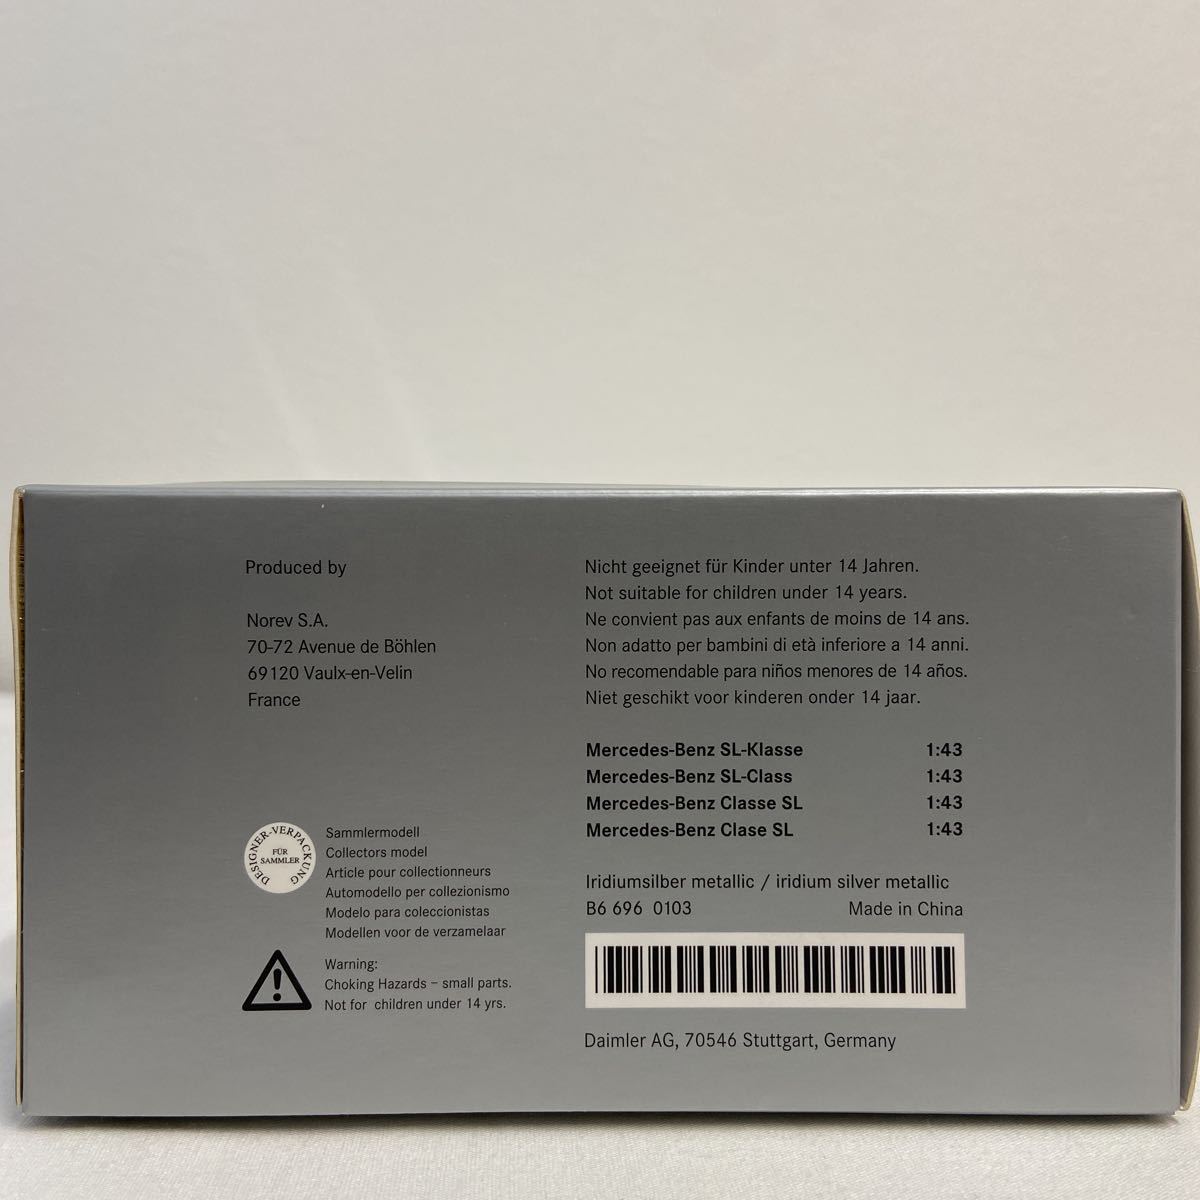 Produced by
Norev S.A.
70-72 Avenue de Böhlen
69120 Vaulx-en-Velin
France
Nicht geeignet für Kinder unter 14 Jahren.
Not suitable for children under 14 years.
Ne convient pas aux enfants de moins de 14 ans.
Non adatto per bambini di età inferiore a 14 anni.
No recomendable para niños menores de 14 años.
Niet geschikt voor kinderen onder 14 jaar.
Mercedes-Benz SL-Klasse 1:43
Mercedes-Benz SL-Class 1:43
Mercedes-Benz Classe SL 1:43
Mercedes-Benz Clase SL 1:43
DESIGNER-VERPACKUNG
FÜR
SAMMLER
Sammlermodell
Collectors model
Article pour collectionneurs
Automodello per collezionismo
Modelo para coleccionistas
Modellen voor de verzamelaar
Warning:
Choking Hazards – small parts.
Not for children under 14 yrs.
Iridiumsilber metallic / iridium silver metallic
B6 696 0103 Made in China
Daimler AG, 70546 Stuttgart, Germany